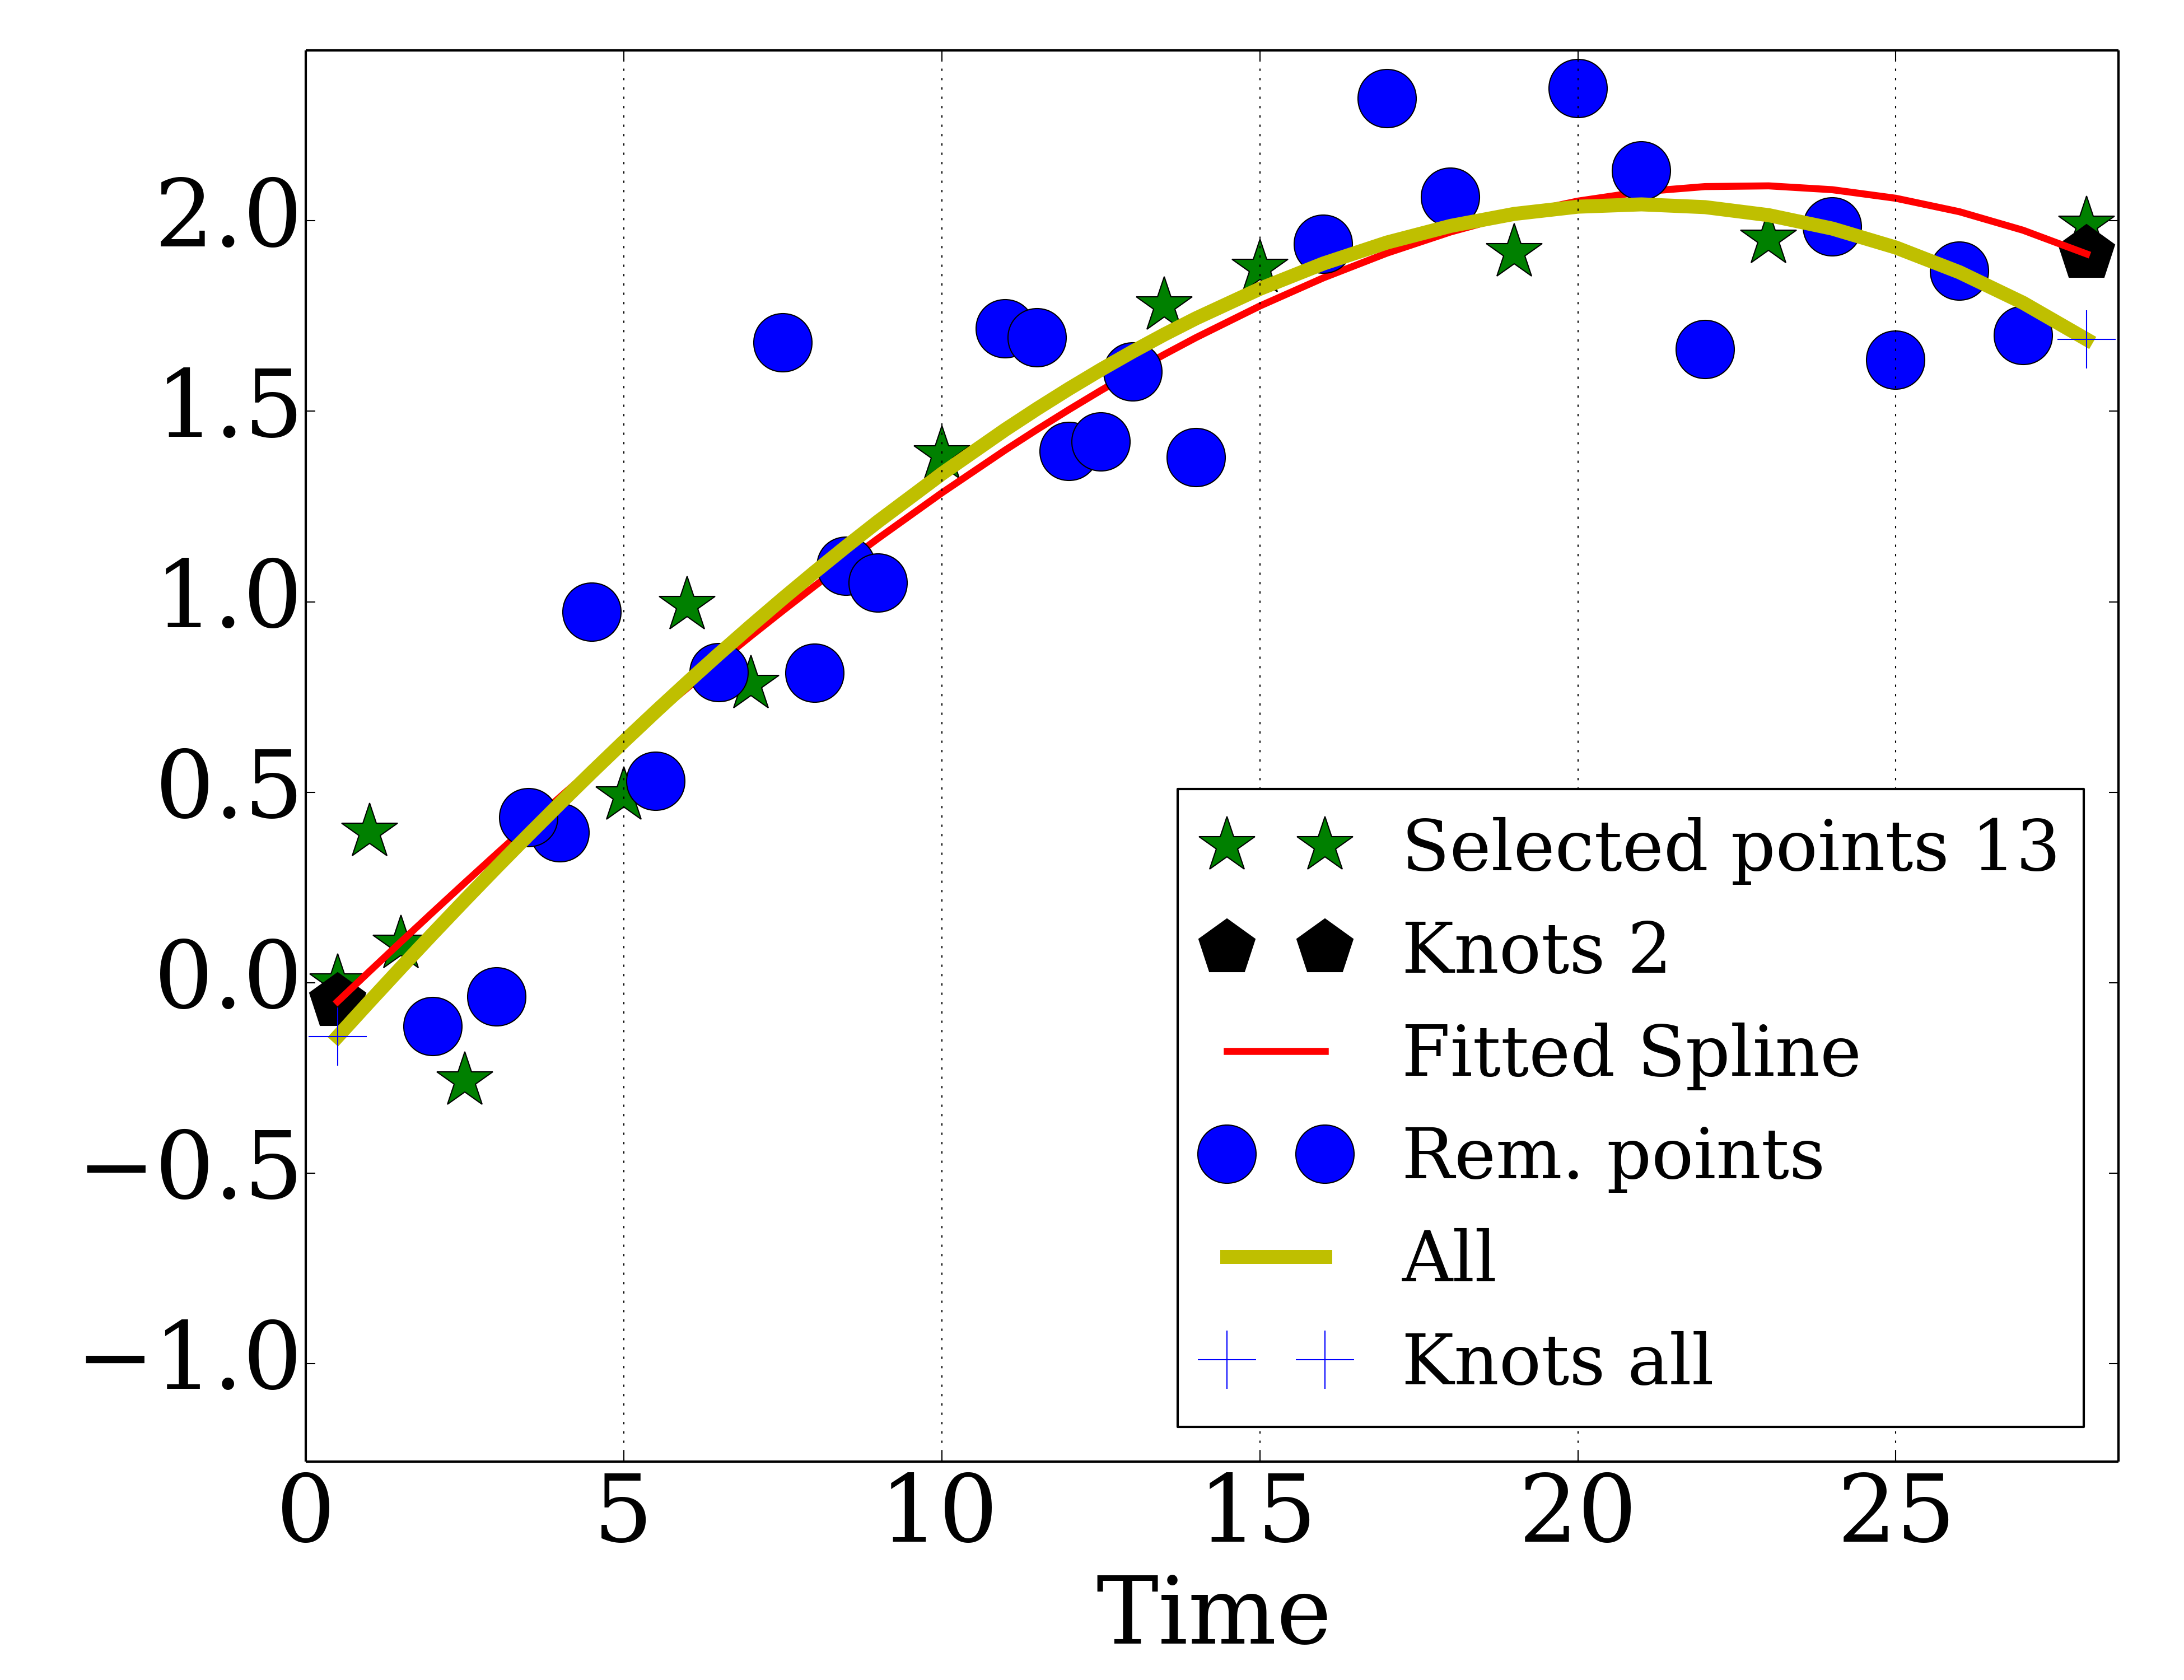 2.0
1.5
1.0
0.5
0.0
−0.5
−1.0
Selected points 13
Knots 2
Fitted Spline
Rem. points
All
Knots all
0 5 10 15 20 25
Time